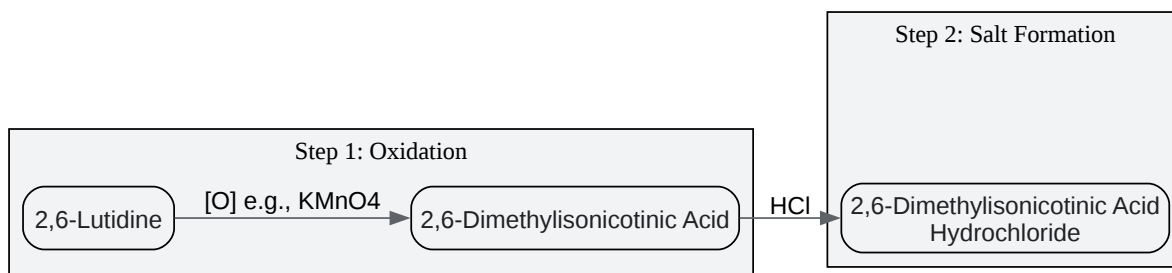 Step 2: Salt Formation
Step 1: Oxidation
2,6-Lutidine
[O] e.g., KMnO4
2,6-Dimethylisonicotinic Acid
HCl
2,6-Dimethylisonicotinic Acid
Hydrochloride